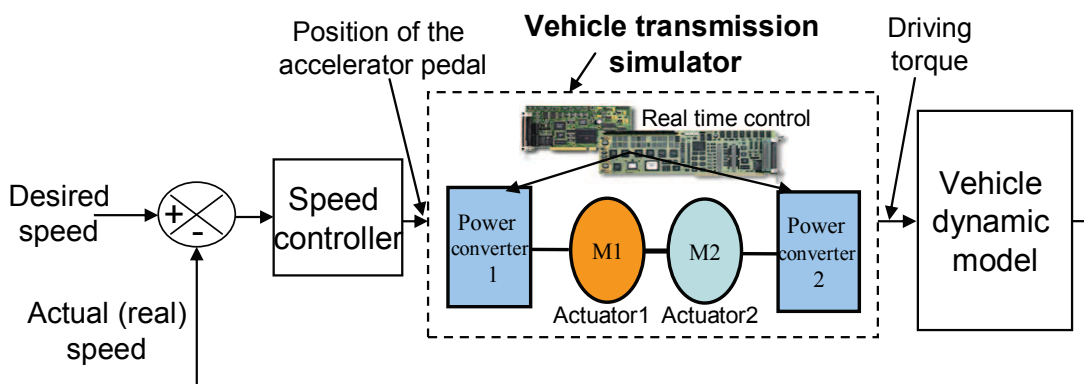 Position of the
accelerator pedal
Vehicle transmission
simulator
Driving
torque
Real time control
Desired
speed
+
-
Speed
controller
Power
converter
1
M1
M2
Power
converter
2
Actuator1
Actuator2
Vehicle
dynamic
model
Actual (real)
speed